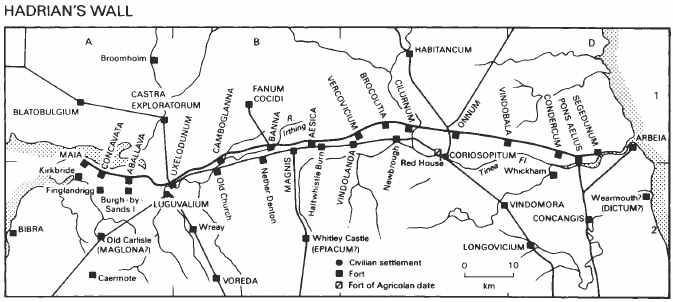 HADRIAN'S WALL
A
B
D
1
2
Broomholm
BLATOBULGIUM
CASTRA
EXPLORATORUM
FANUM
COCIDI
HABITANCUM
MAIA
CONCAVATA
ABALLAVA
LUXELODUNUM
CAMBOGLANNA
BANNA
R.
Irthing
AESICA
VERCOVICIUM
BROCOLITIA
CILURNUM
ONNUM
VINDOBALA
CONDERCUM
PONS AELIUS
SEGEDUNUM
ARBEIA
Kirkbride
Finglandrigg
Burgh-by-
Sands I
LUGUVALIUM
Old Church
Nether Denton
MAGNIS
Haltwhistle Burn
VINDOLANDA
Newbrough
Red House
CORIOSOPITUM
Tinea
Fl.
Whickham
BIBRA
Old Carlisle
(MAGLONA?)
Caermote
Wreay
VOREDA
Whitley Castle
(EPIACUM?)
VINDOMORA
LONGOVICIUM
CONCANGIS
Wearmouth?
(DICTUM?)
Civilian settlement
Fort
Fort of Agricolan date
0 10
km